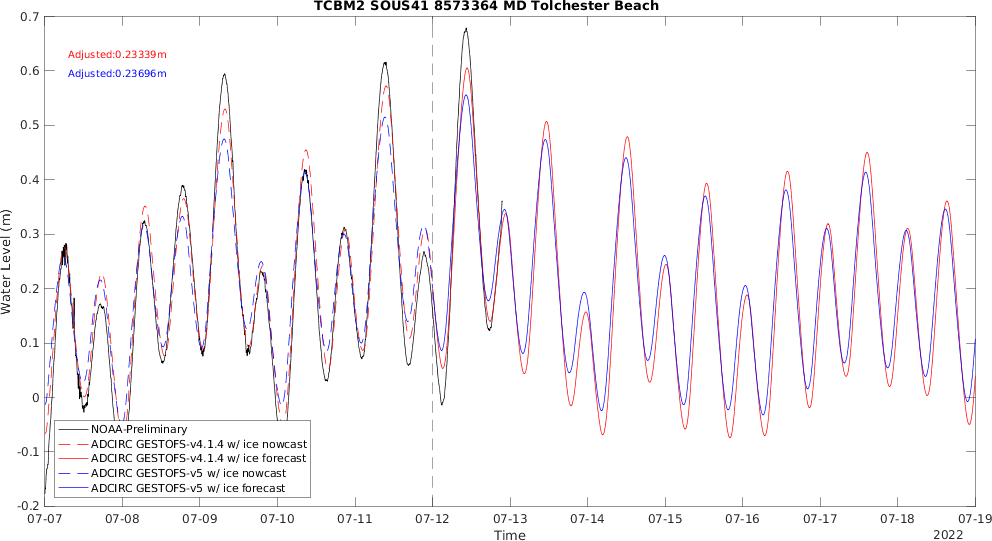 TCBM2 SOUS41 8573364 MD Tolchester Beach
Adjusted:0.23339m
Adjusted:0.23696m
Water Level (m)
0.7
0.6
0.5
0.4
0.3
0.2
0.1
0
-0.1
-0.2
NOAA-Preliminary
ADCIRC GESTOFS-v4.1.4 w/ ice nowcast
ADCIRC GESTOFS-v4.1.4 w/ ice forecast
ADCIRC GESTOFS-v5 w/ ice nowcast
ADCIRC GESTOFS-v5 w/ ice forecast
07-07 07-08 07-09 07-10 07-11 07-12 07-13 07-14 07-15 07-16 07-17 07-18 07-19
Time
2022